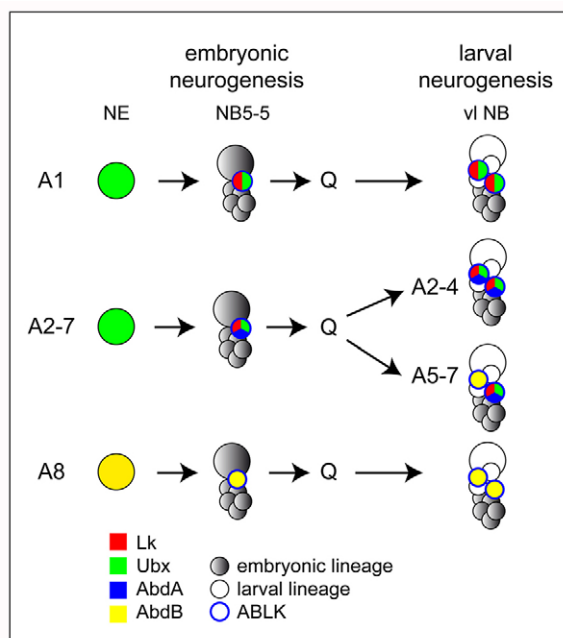 embryonic neurogenesis
larval neurogenesis
NE
NB5-5
vl NB
A1
Q
A2-7
Q
A2-4
A5-7
A8
Q
Lk
Ubx
AbdA
AbdB
embryonic lineage
larval lineage
ABLK